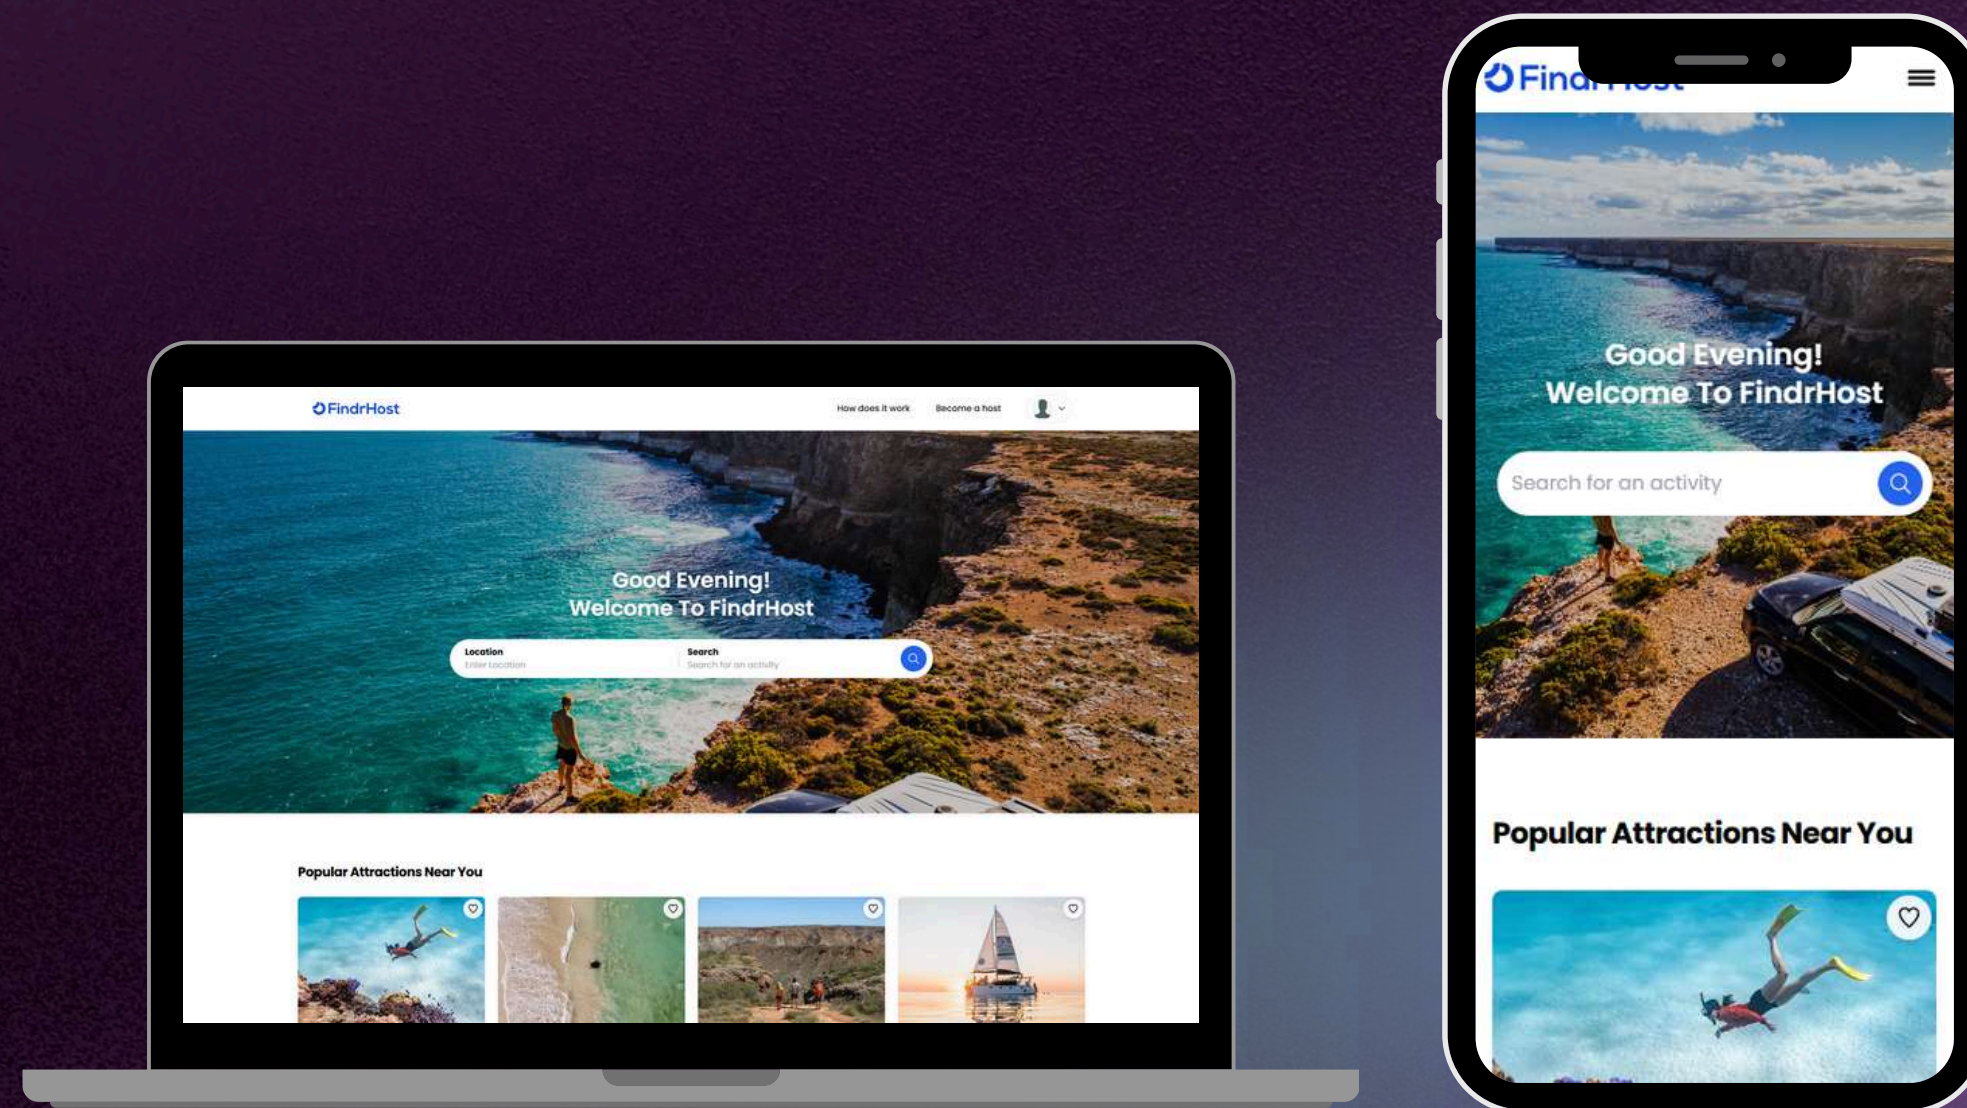 FindrHost
How does it work
Become a host
Good Evening!
Welcome To FindrHost
Location
Enter Location
Search
Search for an activity
Popular Attractions Near You
FindrHost
Good Evening!
Welcome To FindrHost
Search for an activity
Popular Attractions Near You